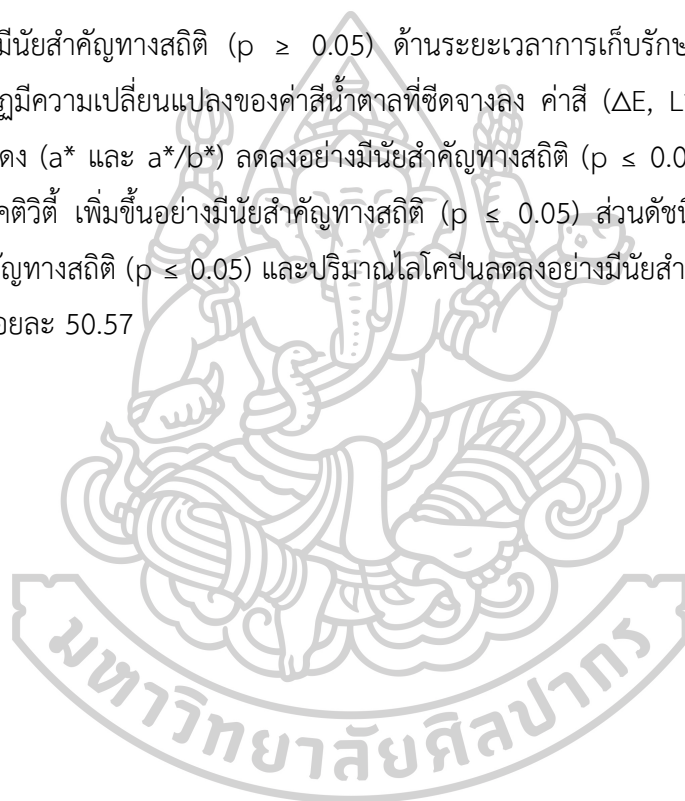 มีนัยสำคัญทางสถิติ (p ≥ 0.05) ด้านระยะเวลาการเก็บรักษ
มีความเปลี่ยนแปลงของค่าสีน้ำตาลที่ซีดจางลง ค่าสี (ΔE, L
ดง (a* และ a*/b*) ลดลงอย่างมีนัยสำคัญทางสถิติ (p ≤ 0.0
คติวิตี้ เพิ่มขึ้นอย่างมีนัยสำคัญทางสถิติ (p ≤ 0.05) ส่วนดัชนี
ัญทางสถิติ (p ≤ 0.05) และปริมาณไลโคปีนลดลงอย่างมีนัยสำ
อยละ 50.57
มหาวิทยาลัยศิลปากร